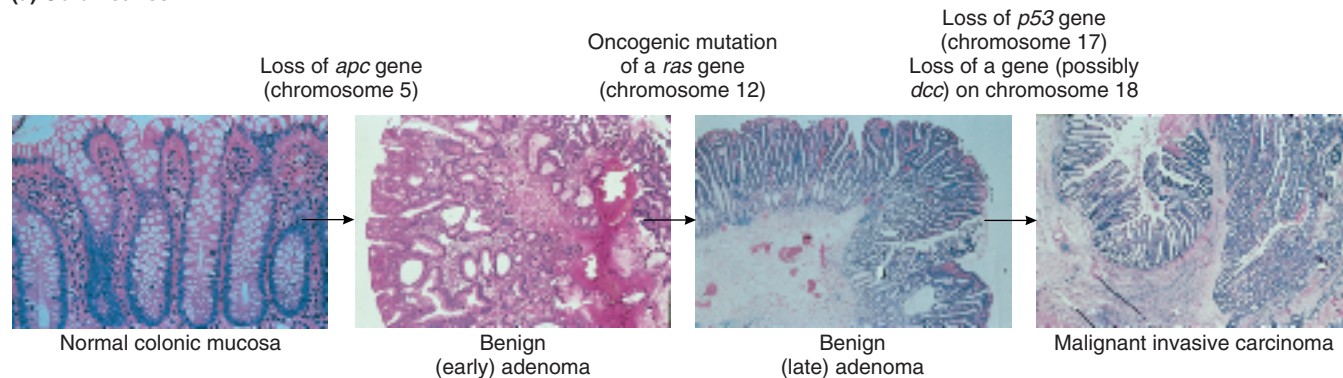 Loss of apc gene
(chromosome 5)
Oncogenic mutation
of a ras gene
(chromosome 12)
Loss of p53 gene
(chromosome 17)
Loss of a gene (possibly
dcc) on chromosome 18
Normal colonic mucosa
Benign
(early) adenoma
Benign
(late) adenoma
Malignant invasive carcinoma